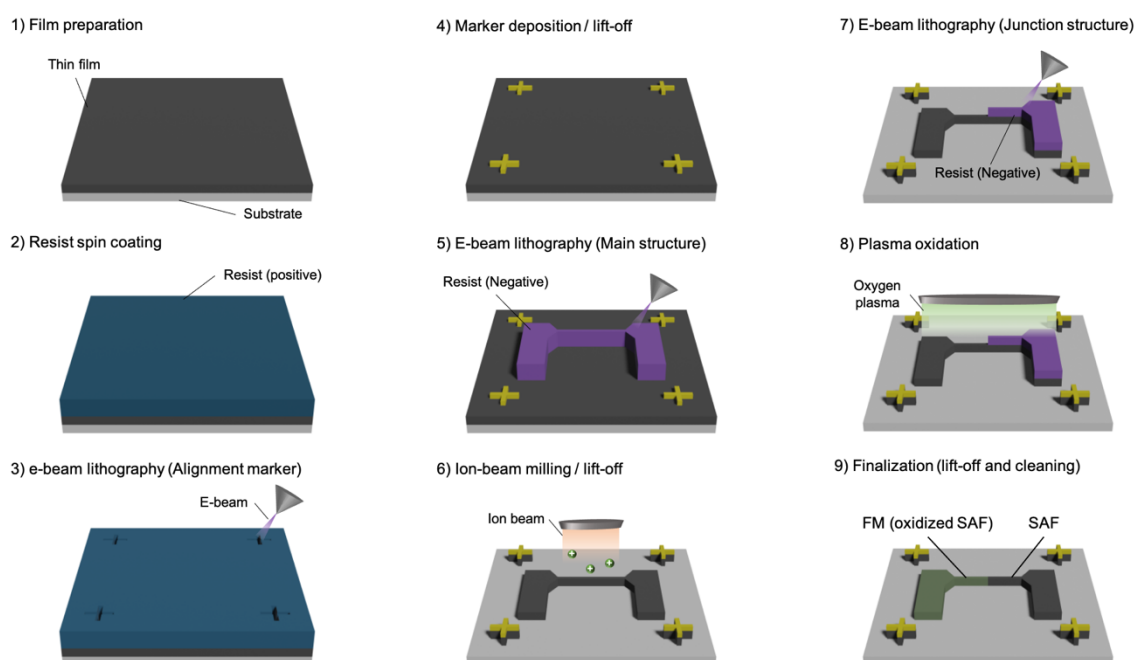 1) Film preparation
Thin film
Substrate
2) Resist spin coating
Resist (positive)
3) e-beam lithography (Alignment marker)
E-beam
4) Marker deposition / lift-off
5) E-beam lithography (Main structure)
Resist (Negative)
6) Ion-beam milling / lift-off
Ion beam
7) E-beam lithography (Junction structure)
Resist (Negative)
8) Plasma oxidation
Oxygen
plasma
9) Finalization (lift-off and cleaning)
FM (oxidized SAF)
SAF